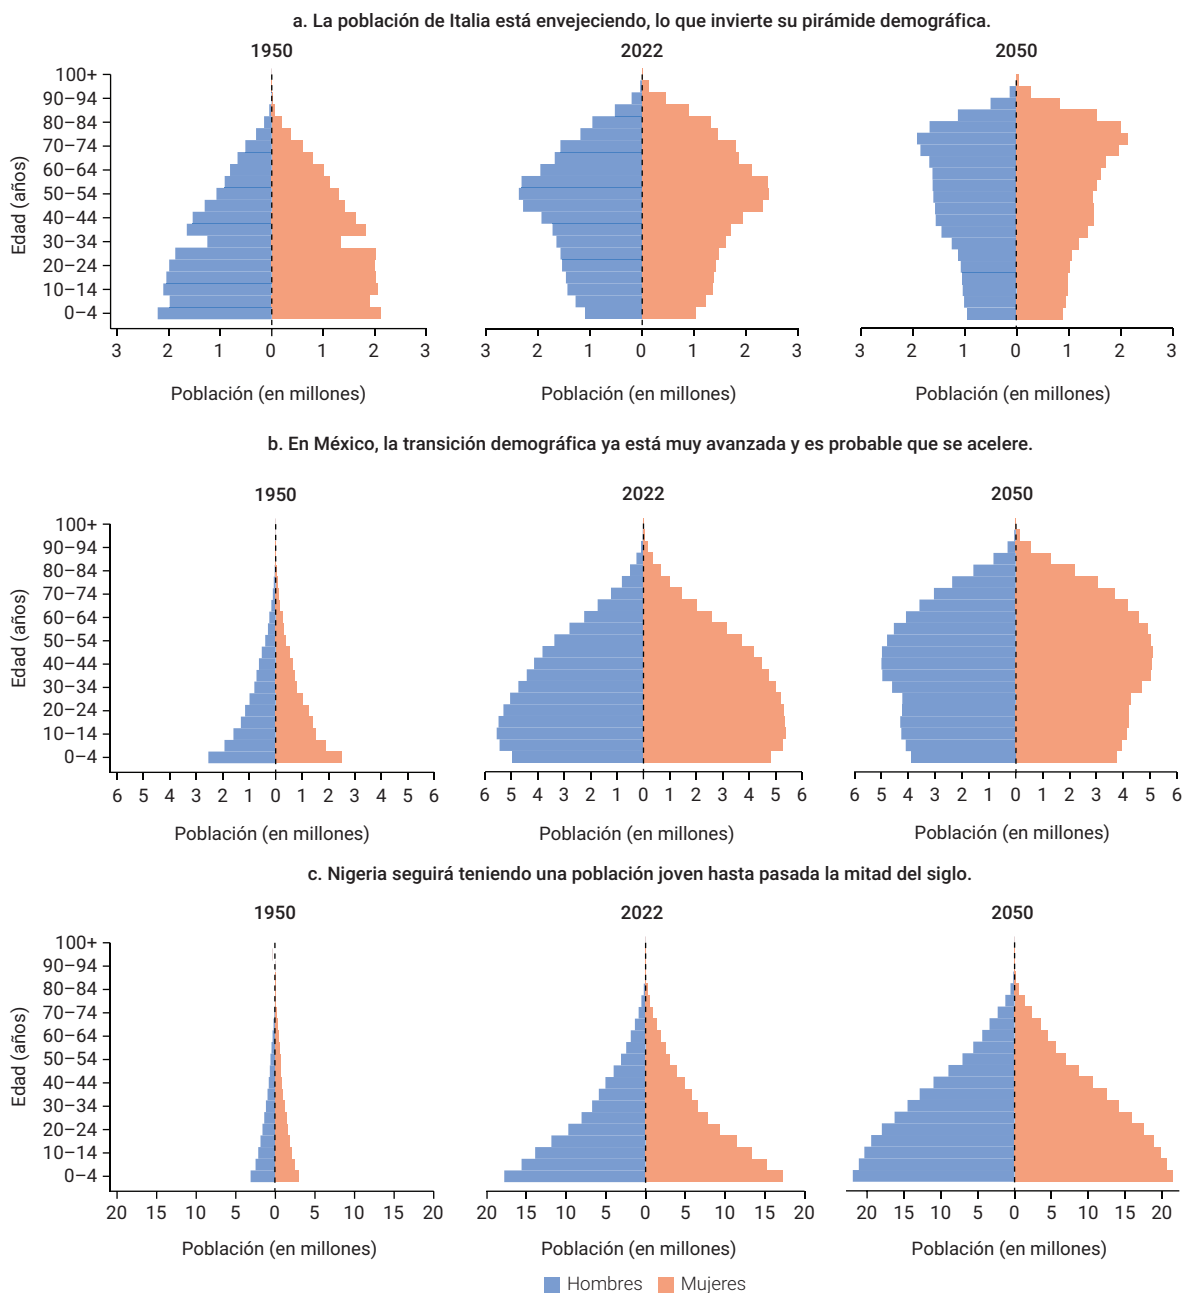 a. La población de Italia está envejeciendo, lo que invierte su pirámide demográfica.
1950
2022
2050
Edad (años)
100+
90–94
80–84
70–74
60–64
50–54
40–44
30–34
20–24
10–14
0–4
3 2 1 0 1 2 3
3 2 1 0 1 2 3
3 2 1 0 1 2 3
Población (en millones)
Población (en millones)
Población (en millones)
b. En México, la transición demográfica ya está muy avanzada y es probable que se acelere.
1950
2022
2050
Edad (años)
100+
90–94
80–84
70–74
60–64
50–54
40–44
30–34
20–24
10–14
0–4
6 5 4 3 2 1 0 1 2 3 4 5 6
6 5 4 3 2 1 0 1 2 3 4 5 6
6 5 4 3 2 1 0 1 2 3 4 5 6
Población (en millones)
Población (en millones)
Población (en millones)
c. Nigeria seguirá teniendo una población joven hasta pasada la mitad del siglo.
1950
2022
2050
Edad (años)
100+
90–94
80–84
70–74
60–64
50–54
40–44
30–34
20–24
10–14
0–4
20 15 10 5 0 5 10 15 20
20 15 10 5 0 5 10 15 20
20 15 10 5 0 5 10 15 20
Población (en millones)
Población (en millones)
Población (en millones)
Hombres
Mujeres